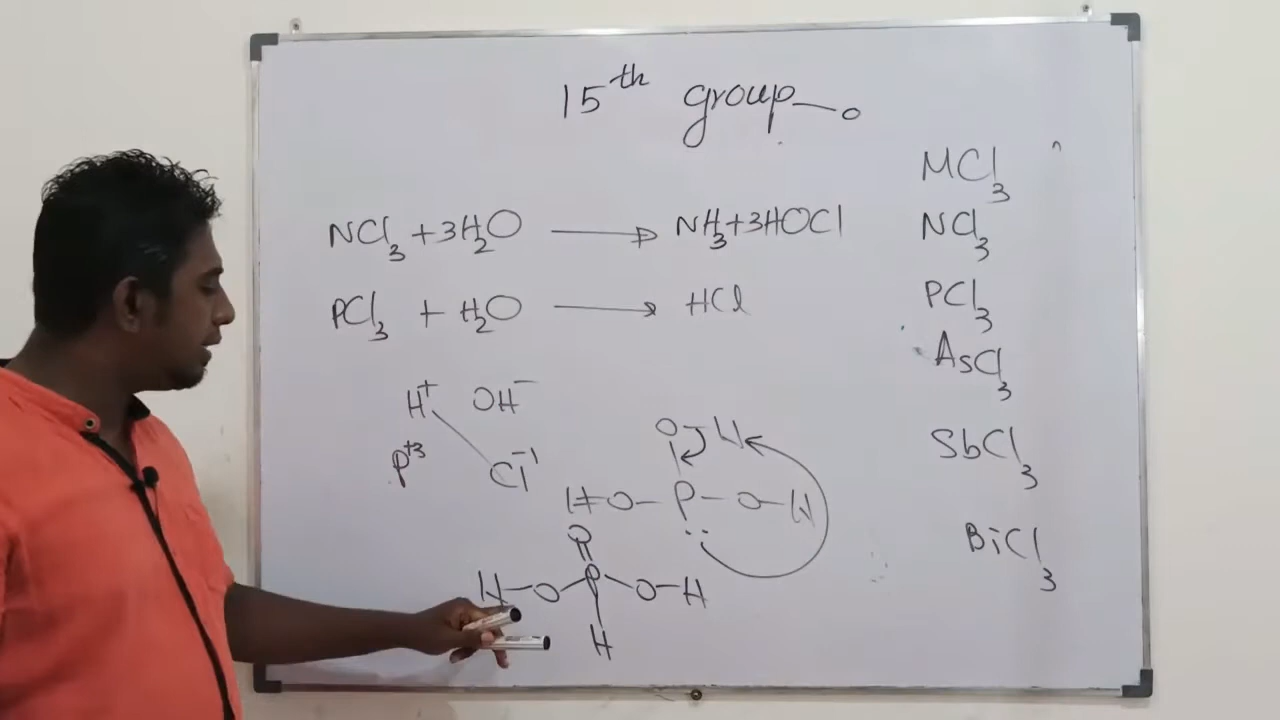 15th group
NCl3 + 3H2O → NH3 + 3HOCl
PCl3 + H2O → HCl
H+ OH−
P+3 Cl−1
O H
H O P O H
O
H O P O H
H
MCl3
NCl3
PCl3
AsCl3
SbCl3
BiCl3